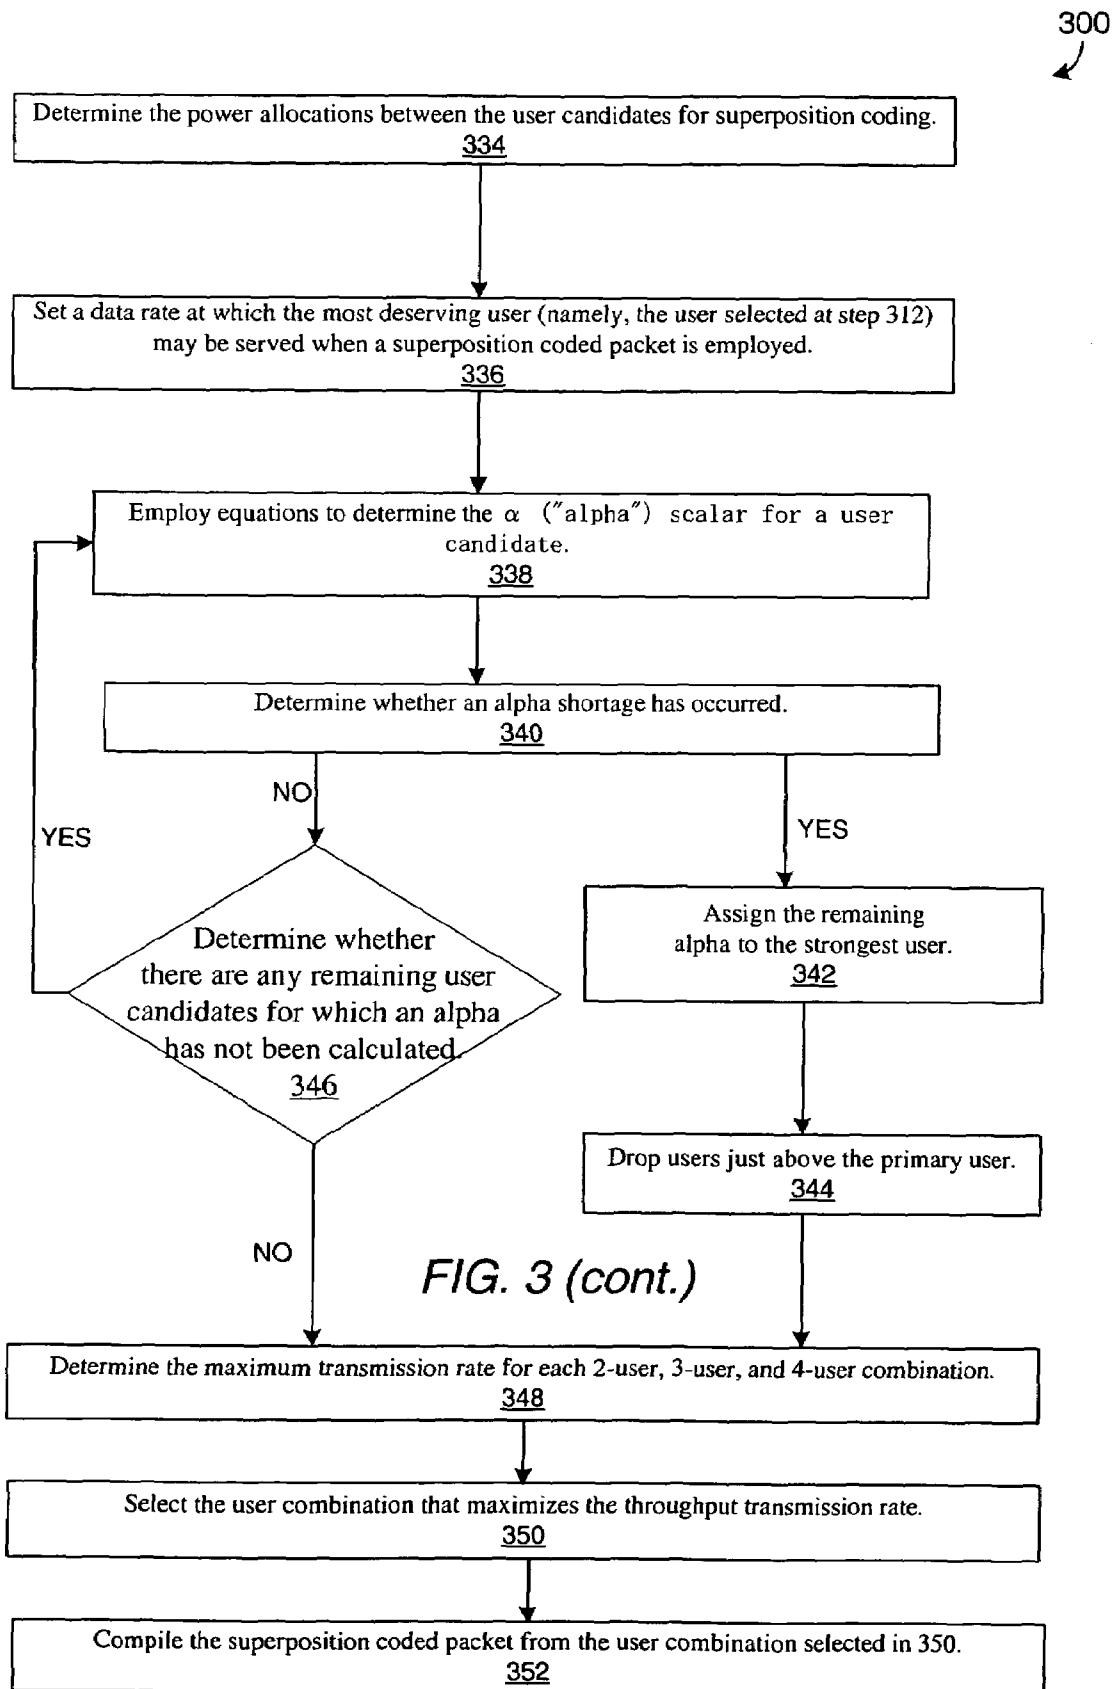 300
Determine the power allocations between the user candidates for superposition coding.
334
Set a data rate at which the most deserving user (namely, the user selected at step 312)
may be served when a superposition coded packet is employed.
336
Employ equations to determine the α ("alpha") scalar for a user
candidate.
338
Determine whether an alpha shortage has occurred.
340
NO
YES
YES
Determine whether
there are any remaining user
candidates for which an alpha
has not been calculated.
346
Assign the remaining
alpha to the strongest user.
342
Drop users just above the primary user.
344
NO
FIG. 3 (cont.)
Determine the maximum transmission rate for each 2-user, 3-user, and 4-user combination.
348
Select the user combination that maximizes the throughput transmission rate.
350
Compile the superposition coded packet from the user combination selected in 350.
352